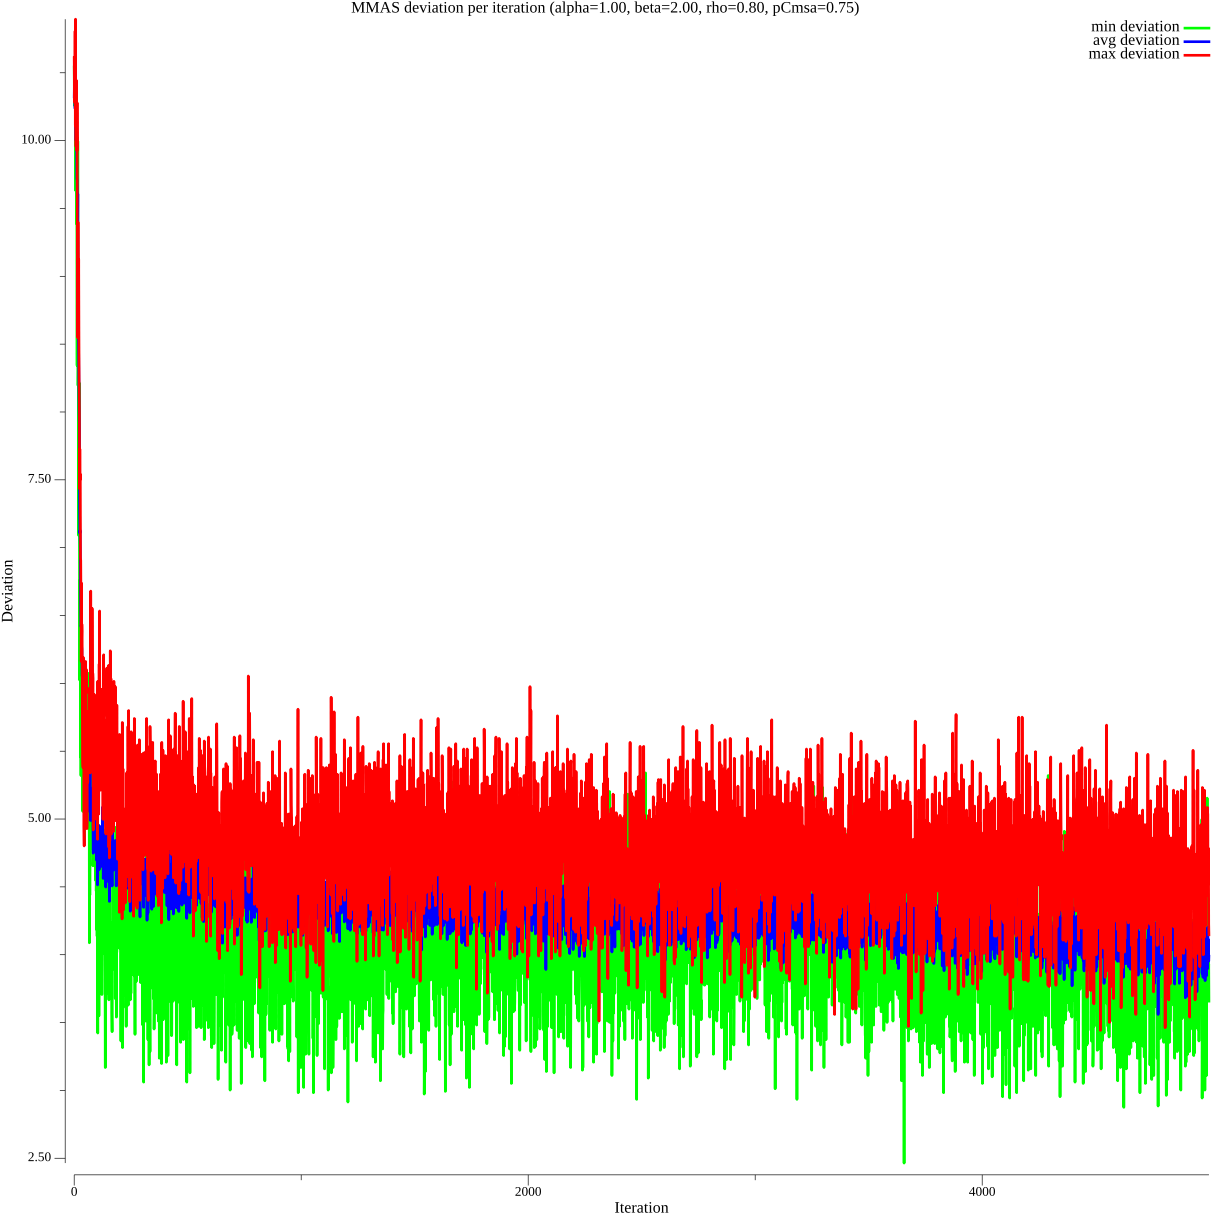 MMAS deviation per iteration (alpha=1.00, beta=2.00, rho=0.80, pCmsa=0.75)
min deviation
avg deviation
max deviation
10.00
7.50
5.00
2.50
Deviation
0
2000
4000
Iteration